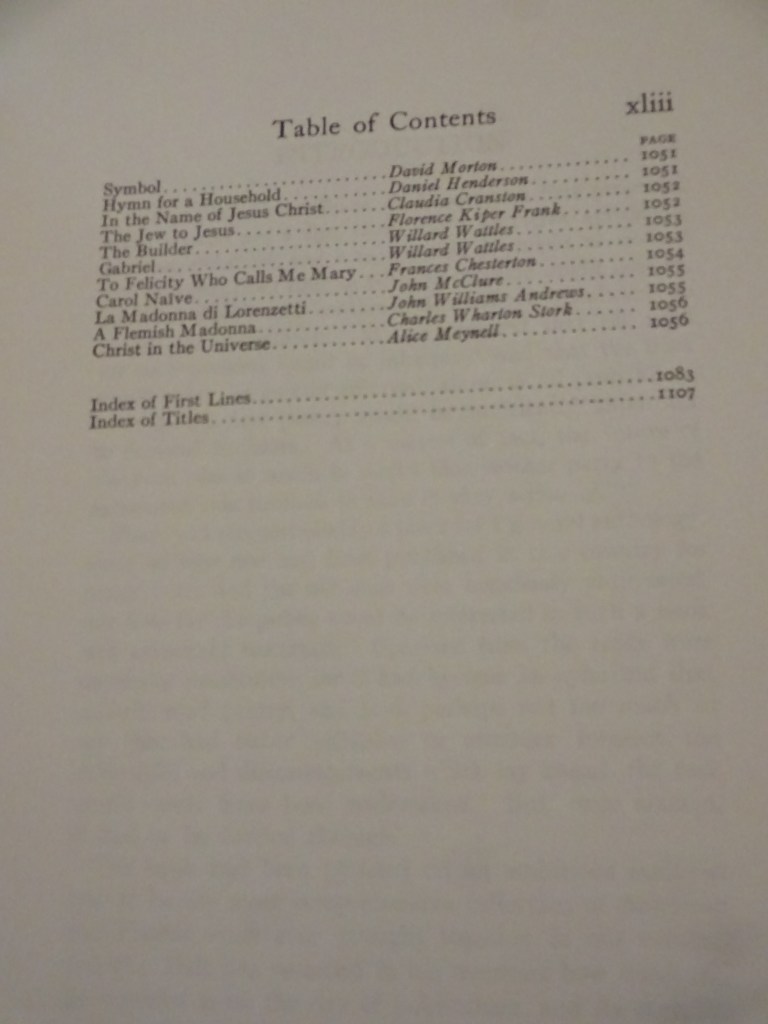 Table of Contents xliii
PAGE
Symbol . . . . . . . . . . . . . . . . . . . . . . . David Morton . . . . . . . . . . . . . . 1051
Hymn for a Household . . . . . . . . . . . Daniel Henderson . . . . . . . . . . 1051
In the Name of Jesus Christ . . . . . . . Claudia Cranston . . . . . . . . . . . 1052
The Jew to Jesus . . . . . . . . . . . . . . . . Florence Kiper Frank . . . . . . . 1052
The Builder . . . . . . . . . . . . . . . . . . . . Willard Wattles . . . . . . . . . . . . 1053
Gabriel . . . . . . . . . . . . . . . . . . . . . . . Willard Wattles . . . . . . . . . . . . 1053
To Felicity Who Calls Me Mary . . . Frances Chesterton . . . . . . . . . 1054
Carol Naïve . . . . . . . . . . . . . . . . . . . . John McClure . . . . . . . . . . . . . 1055
La Madonna di Lorenzetti . . . . . . . . John Williams Andrews . . . . . 1055
A Flemish Madonna . . . . . . . . . . . . . Charles Wharton Stork . . . . . . 1056
Christ in the Universe . . . . . . . . . . . . Alice Meynell . . . . . . . . . . . . . . 1056
Index of First Lines . . . . . . . . . . . . . . . . . . . . . . . . . . . . . . . . . . . . . . . . 1083
Index of Titles . . . . . . . . . . . . . . . . . . . . . . . . . . . . . . . . . . . . . . . . . . . . 1107